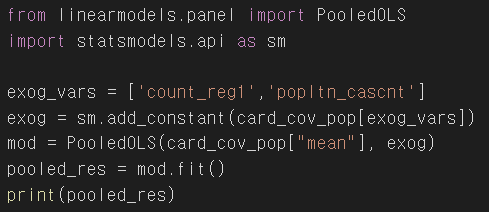 from linearmodels.panel import PooledOLS
import statsmodels.api as sm
exog_vars = ['count_reg1','popltn_cascnt']
exog = sm.add_constant(card_cov_pop[exog_vars])
mod = PooledOLS(card_cov_pop["mean"], exog)
pooled_res = mod.fit()
print(pooled_res)